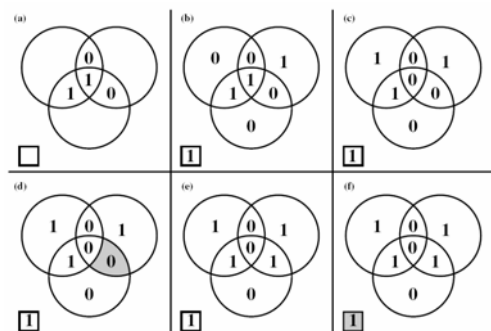 (a) (b) (c)
0 0 0 1 1 0 1
1 1 0
1 0 1 0 1 0
0 0
1 1
(d) (e) (f)
1 0 1 1 0 1 1 0 1
0 0 0
1 0 1 1 1 1
0 0 0
1 1 1